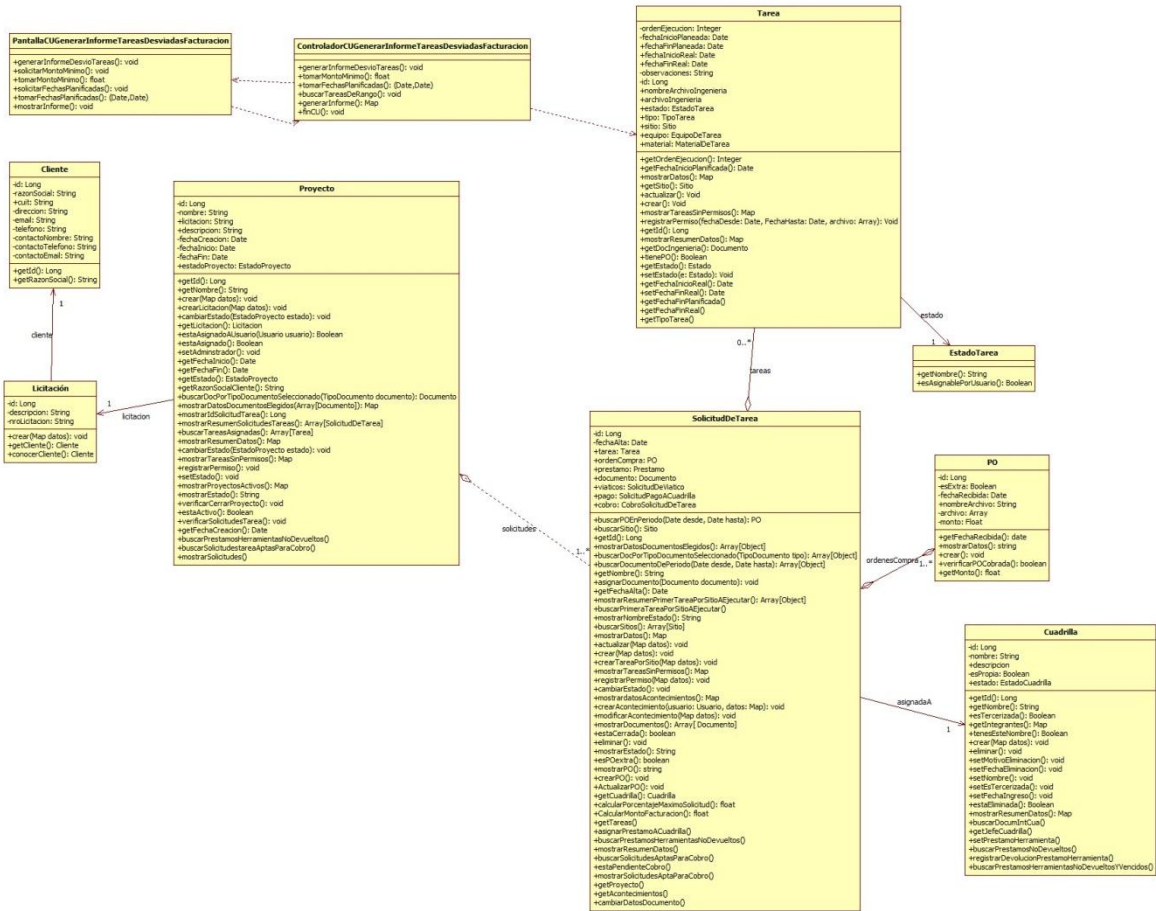 PantallaCUGenerarInformeTareasDesviadasFacturacion
+generarInformeDesvioTareas(): void
+solicitarMontoMinimo(): void
+tomarMontoMinimo(): float
+solicitarFechasPlanificadas(): void
+tomarFechasPlanificadas(): (Date,Date)
+mostrarInforme(): void
ControladorCUGenerarInformeTareasDesviadasFacturacion
+generarInformeDesvioTareas(): void
+tomarMontoMinimo(): float
+tomarFechasPlanificadas(): (Date,Date)
+buscarTareasDeRango(): void
+generarInforme(): Map
+finCU(): void
Tarea
-ordenEjecucion: Integer
-fechaInicioPlaneada: Date
+fechaFinPlaneada: Date
+fechaInicioReal: Date
+fechaFinReal: Date
-observaciones: String
-id: Long
+nombreArchivoIngenieria
+archivoIngenieria
+estado: EstadoTarea
+tipo: TipoTarea
+sitio: Sitio
+equipo: EquipoDeTarea
+material: MaterialDeTarea
+getOrdenEjecucion(): Integer
+getFechaInicioPlanificada(): Date
+mostrarDatos(): Map
+getSitio(): Sitio
+actualizar(): Void
+crear(): Void
+mostrarTareasSinPermisos(): Map
+registrarPermiso(fechaDesde: Date, FechaHasta: Date, archivo: Array): Void
+getId(): Long
+mostrarResumenDatos(): Map
+getDocIngenieria(): Documento
+tienePO(): Boolean
+getEstado(): Estado
+setEstado(e: Estado): Void
+getFechaInicioReal(): Date
+setFechaFinReal(): Date
+getFechaFinPlanificada()
+getFechaFinReal()
+getTipoTarea()
Cliente
-id: Long
-razonSocial: String
+cuit: String
-direccion: String
-email: String
-telefono: String
-contactoNombre: String
-contactoTelefono: String
-contactoEmail: String
+getId(): Long
+getRazonSocial(): String
1
cliente
Licitación
-id: Long
-descripcion: String
-nroLicitacion: String
+crear(Map datos): void
+getCliente(): Cliente
+conocerCliente(): Cliente
1
licitacion
Proyecto
-id: Long
-nombre: String
+licitacion: String
+descripcion: String
-fechaCreacion: Date
-fechaInicio: Date
-fechaFin: Date
+estadoProyecto: EstadoProyecto
+getId(): Long
+getNombre(): String
+crear(Map datos): void
+crearLicitacion(Map datos): void
+cambiarEstado(EstadoProyecto estado): void
+getLicitacion(): Licitacion
+estaAsignadoAUsuario(Usuario usuario): Boolean
+estaAsignado(): Boolean
+setAdminstrador(): void
+getFechaInicio(): Date
+getFechaFin(): Date
+getEstado(): EstadoProyecto
+getRazonSocialCliente(): String
+buscarDocPorTipoDocumentoSeleccionado(TipoDocumento documento): Documento
+mostrarDatosDocumentosElegidos(Array[Documento]): Map
+mostrarIdSolicitudTarea(): Long
+mostrarResumenSolicitudesTareas(): Array[SolicitudDeTarea]
+buscarTareasAsignadas(): Array[Tarea]
+mostrarResumenDatos(): Map
+cambiarEstado(EstadoProyecto estado): void
+mostrarTareasSinPermisos(): Map
+registrarPermiso(): void
+setEstado(): void
+mostrarProyectosActivos(): Map
+mostrarEstado(): String
+verificarCerrarProyecto(): void
+estaActivo(): Boolean
+verificarSolicitudesTarea(): void
+getFechaCreacion(): Date
+buscarPrestamosHerramientasNoDevueltos()
+buscarSolicitudestareaAptasParaCobro()
+mostrarSolicitudes()
solicitudes
1..*
0..*
tareas
estado
1
EstadoTarea
+getNombre(): String
+esAsignablePorUsuario(): Boolean
SolicitudDeTarea
-id: Long
-fechaAlta: Date
+tarea: Tarea
+ordenCompra: PO
+prestamo: Prestamo
+documento: Documento
+viaticos: SolicitudDeViatico
+pago: SolicitudPagoACuadrilla
+cobro: CobroSolicitudDeTarea
+buscarPOEnPeriodo(Date desde, Date hasta): PO
+buscarSitio(): Sitio
+getId(): Long
+mostrarDatosDocumentosElegidos(): Array[Object]
+buscarDocPorTipoDocumentoSeleccionado(TipoDocumento tipo): Array[Object]
+buscarDocumentoDePeriodo(Date desde, Date hasta): Array[Object]
+getNombre(): String
+asignarDocumento(Documento documento): void
+getFechaAlta(): Date
+mostrarResumenPrimerTareaPorSitioAEjecutar(): Array[Object]
+buscarPrimeraTareaPorSitioAEjecutar()
+mostrarNombreEstado(): String
+buscarSitios(): Array[Sitio]
+mostrarDatos(): Map
+actualizar(Map datos): void
+crear(Map datos): void
+crearTareaPorSitio(Map datos): void
+mostrarTareasSinPermisos(): Map
+registrarPermiso(Map datos): void
+cambiarEstado(): void
+mostrardatosAcontecimientos(): Map
+crearAcontecimiento(usuario: Usuario, datos: Map): void
+modificarAcontecimiento(Map datos): void
+mostrarDocumentos(): Array[ Documento]
+estaCerrada(): boolean
+eliminar(): void
+mostrarEstado(): String
+esPOextra(): boolean
+mostrarPO(): string
+crearPO(): void
+ActualizarPO(): void
+getCuadrilla(): Cuadrilla
+calcularPorcentajeMaximoSolicitud(): float
+CalcularMontoFacturacion(): float
+getTareas()
+asignarPrestamoACuadrilla()
+buscarPrestamosHerramientasNoDevueltos()
+mostrarResumenDatos()
+buscarSolicitudesAptasParaCobro()
+estaPendienteCobro()
+mostrarSolicitudesAptaParaCobro()
+getProyecto()
+getAcontecimientos()
+cambiarDatosDocumento()
ordenesCompra
1..*
PO
-id: Long
-esExtra: Boolean
-fechaRecibida: Date
-nombreArchivo: String
-archivo: Array
-monto: Float
+getFechaRecibida(): date
+mostrarDatos(): string
+crear(): void
+verirficarPOCobrada(): boolean
+getMonto(): float
asignadaA
1
Cuadrilla
-id: Long
-nombre: String
+descripcion
-esPropia: Boolean
+estado: EstadoCuadrilla
+getId(): Long
+getNombre(): String
+esTercerizada(): Boolean
+getIntegrantes(): Map
+tenesEsteNombre(): Boolean
+crear(Map datos): void
+eliminar(): void
+setMotivoEliminacion(): void
+setFechaEliminacion(): void
+setNombre(): void
+setEsTercerizada(): void
+setFechaIngreso(): void
+estaEliminada(): Boolean
+mostrarResumenDatos(): Map
+buscarDocumIntCua()
+getJefeCuadrilla()
+setPrestamoHerramienta()
+buscarPrestamosNoDevueltos()
+registrarDevolucionPrestamoHerramienta()
+buscarPrestamosHerramientasNoDevueltosYVencidos()